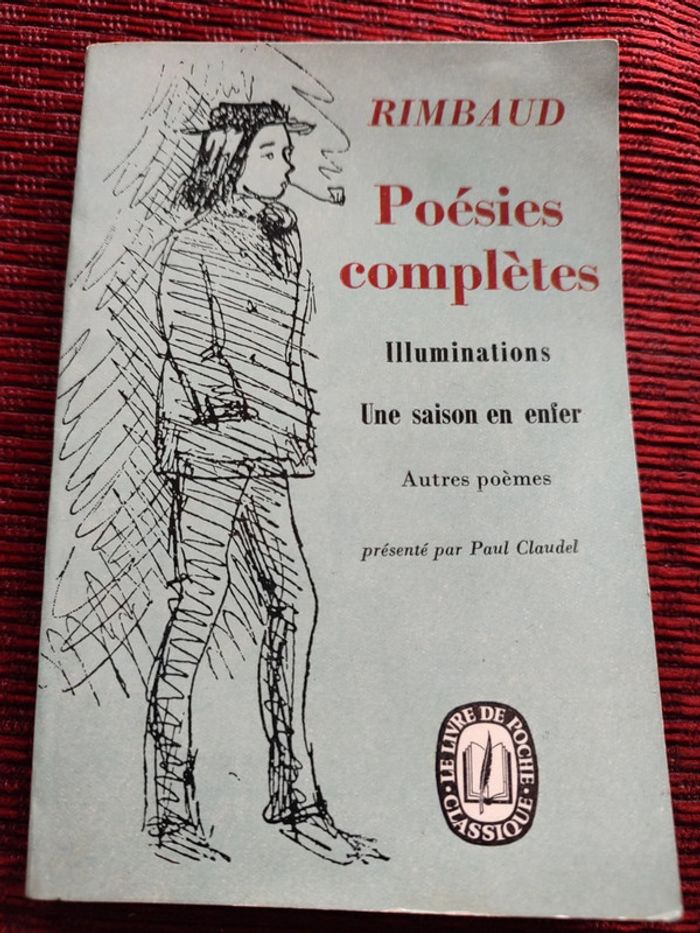 RIMBAUD
Poésies
complètes
Illuminations
Une saison en enfer
Autres poèmes
présenté par Paul Claudel
LE LIVRE DE POCHE
CLASSIQUE